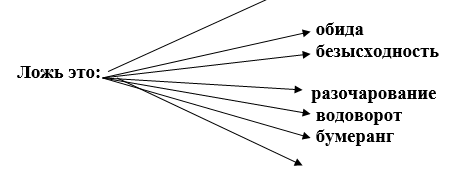 обида
безысходность
Ложь это:
разочарование
водоворот
бумеранг